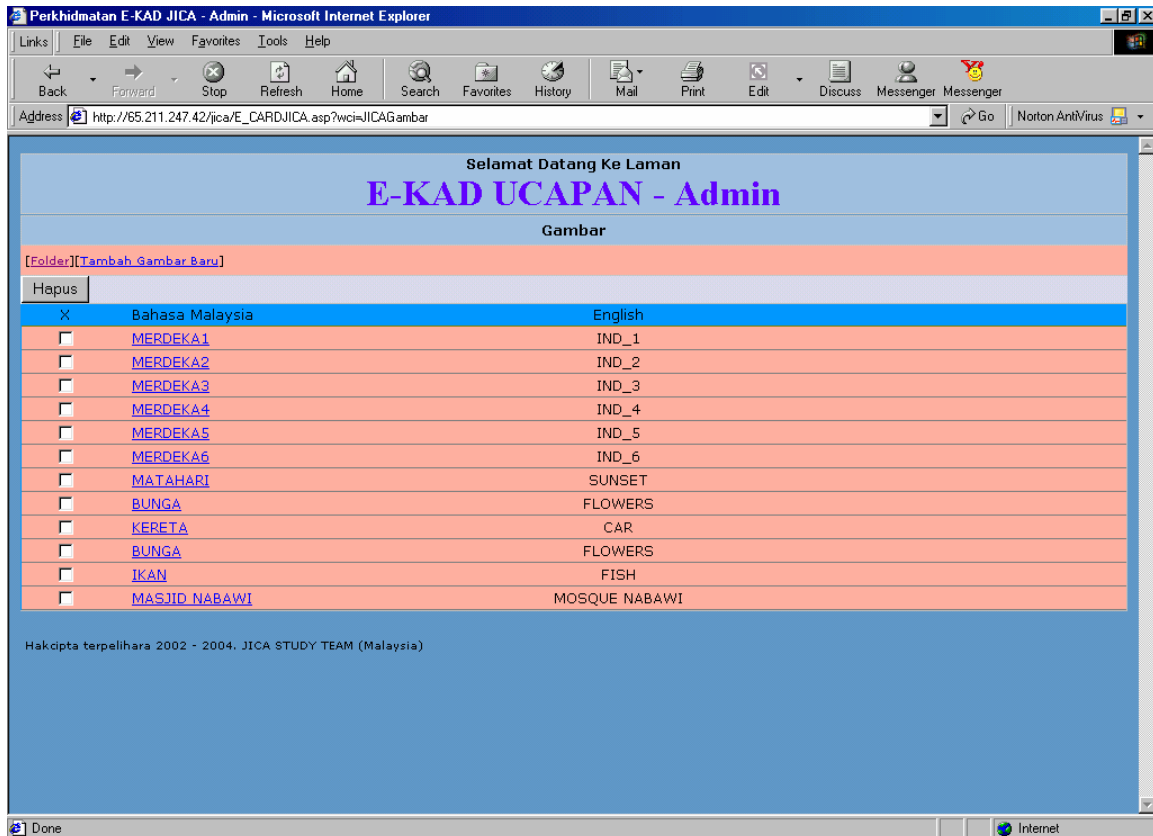 Perkhidmatan E-KAD JICA - Admin - Microsoft Internet Explorer
Links File Edit View Favorites Tools Help
Back Forward Stop Refresh Home Search Favorites History Mail Print Edit Discuss Messenger Messenger
Address http://65.211.247.42/jica/E_CARDJICA.asp?wci=JICAGambar Go Norton AntiVirus
Selamat Datang Ke Laman
E-KAD UCAPAN - Admin
Gambar
[Folder][Tambah Gambar Baru]
Hapus
X Bahasa Malaysia English
MERDEKA1 IND_1
MERDEKA2 IND_2
MERDEKA3 IND_3
MERDEKA4 IND_4
MERDEKA5 IND_5
MERDEKA6 IND_6
MATAHARI SUNSET
BUNGA FLOWERS
KERETA CAR
BUNGA FLOWERS
IKAN FISH
MASJID NABAWI MOSQUE NABAWI
Hakcipta terpelihara 2002 - 2004. JICA STUDY TEAM (Malaysia)
Done Internet